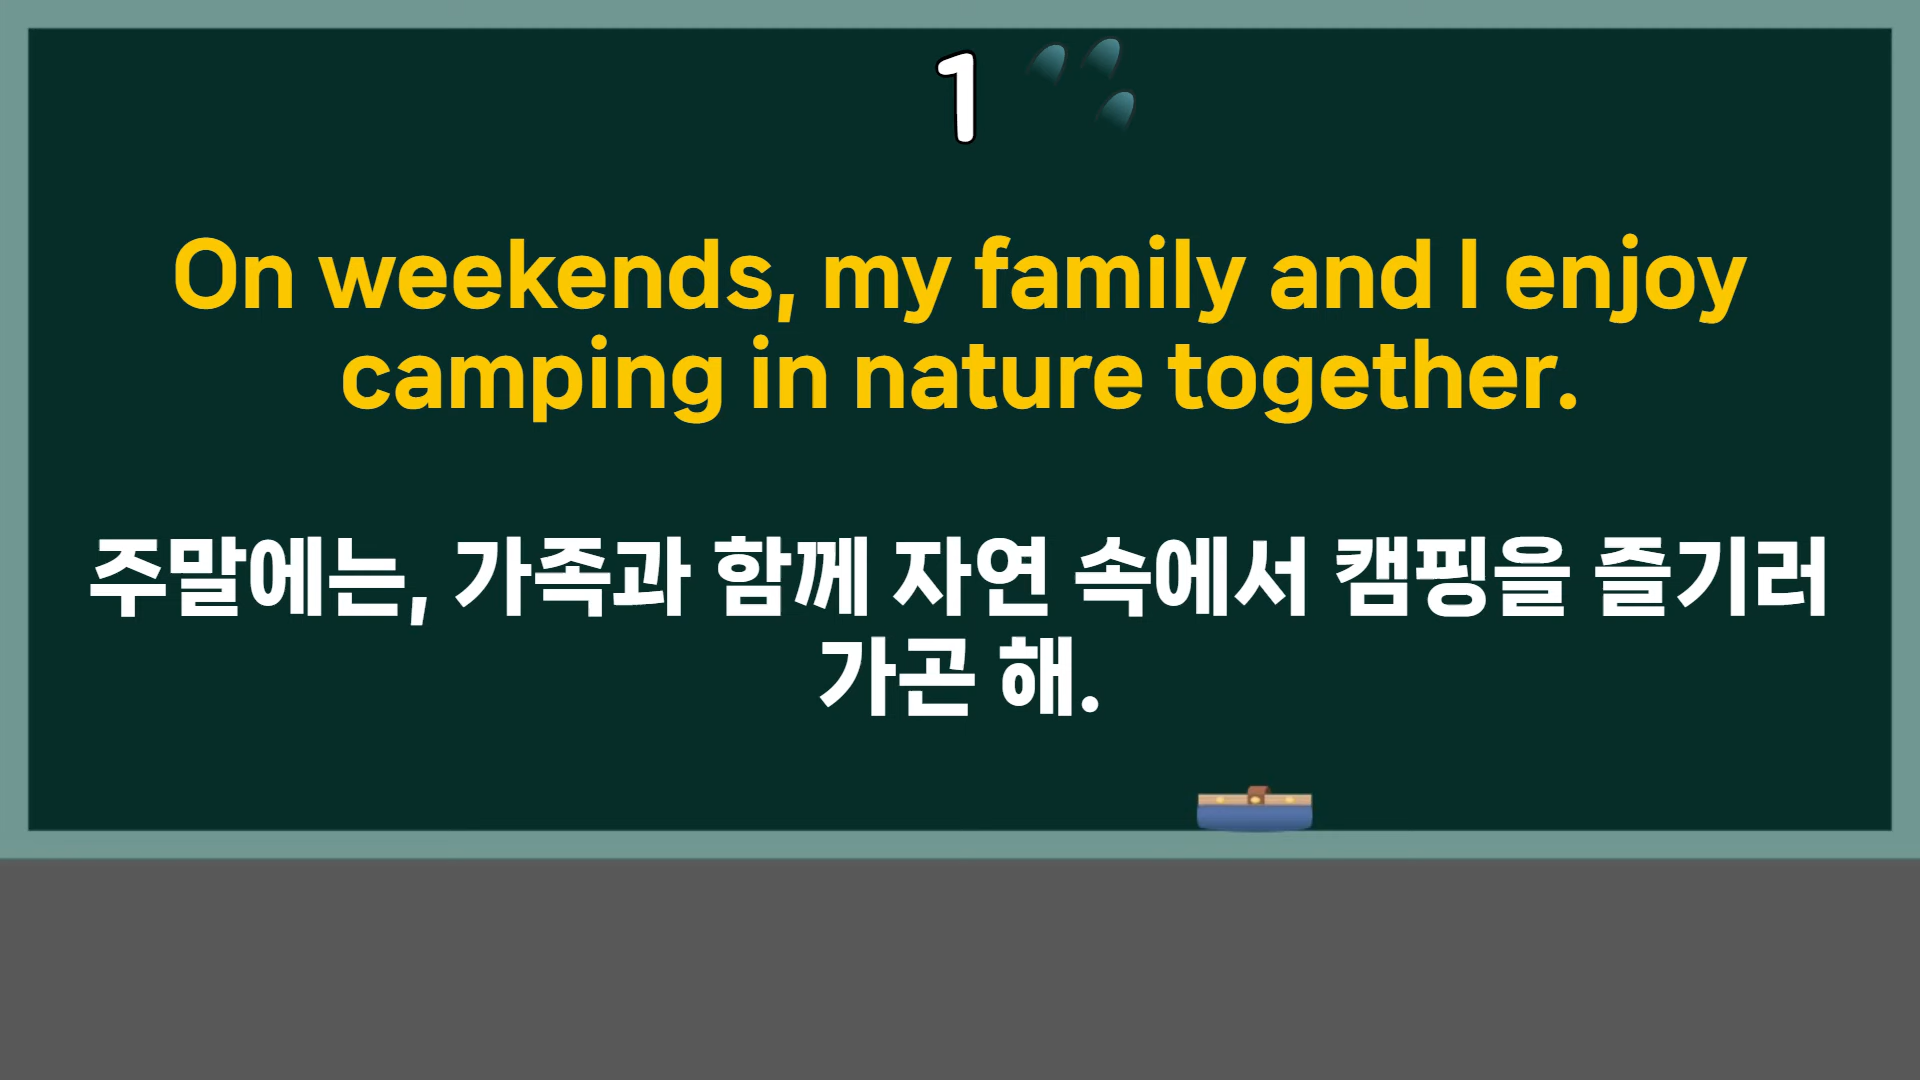 1
On weekends, my family and I enjoy
camping in nature together.
주말에는, 가족과 함께 자연 속에서 캠핑을 즐기러
가곤 해.